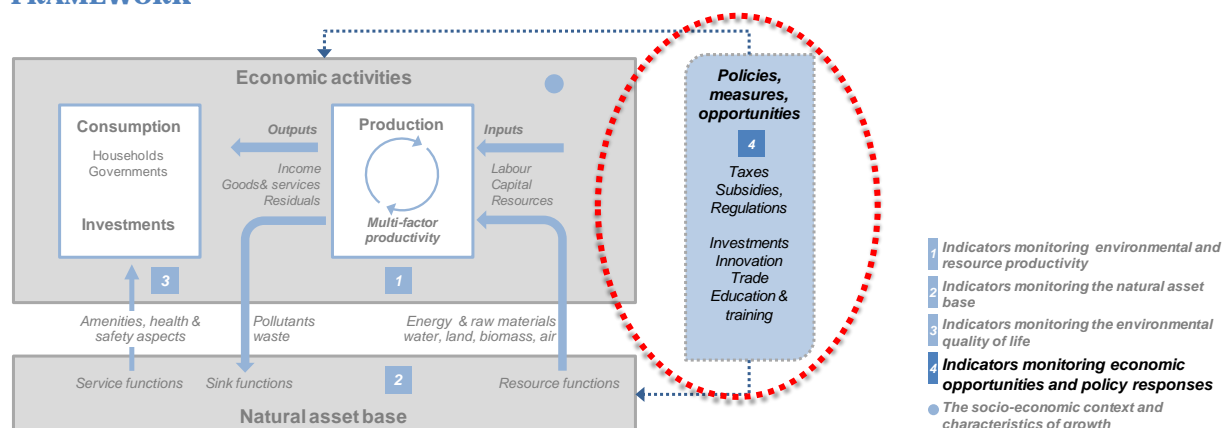 FRAMEWORK
Economic activities
Consumption
Households
Governments
Investments
3
Outputs
Income
Goods& services
Residuals
Production
Multi-factor
productivity
1
Inputs
Labour
Capital
Resources
Policies,
measures,
opportunities
4
Taxes
Subsidies,
Regulations
Investments
Innovation
Trade
Education &
training
Amenities, health &
safety aspects
Pollutants
waste
Energy & raw materials
water, land, biomass, air
Service functions
Sink functions
2
Resource functions
Natural asset base
1 Indicators monitoring environmental and
resource productivity
2 Indicators monitoring the natural asset
base
3 Indicators monitoring the environmental
quality of life
4 Indicators monitoring economic
opportunities and policy responses
The socio-economic context and
characteristics of growth